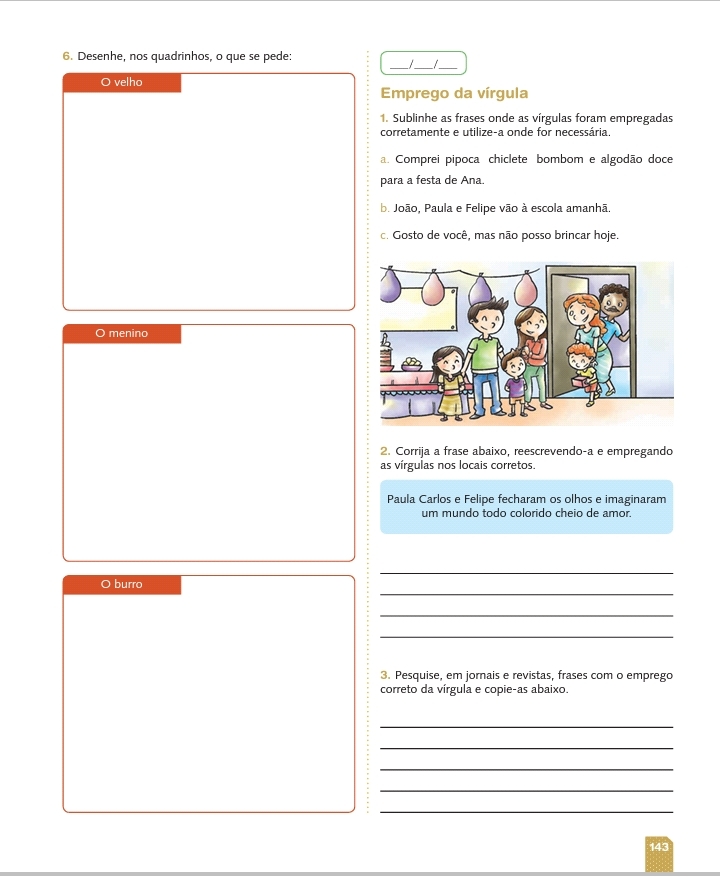 6. Desenhe, nos quadrinhos, o que se pede:
O velho
O menino
O burro
___/___/___
Emprego da vírgula
1. Sublinhe as frases onde as vírgulas foram empregadas
corretamente e utilize-a onde for necessária.
a. Comprei pipoca chiclete bombom e algodão doce
para a festa de Ana.
b. João, Paula e Felipe vão à escola amanhã.
c. Gosto de você, mas não posso brincar hoje.
2. Corrija a frase abaixo, reescrevendo-a e empregando
as vírgulas nos locais corretos.
Paula Carlos e Felipe fecharam os olhos e imaginaram
um mundo todo colorido cheio de amor.
3. Pesquise, em jornais e revistas, frases com o emprego
correto da vírgula e copie-as abaixo.
143